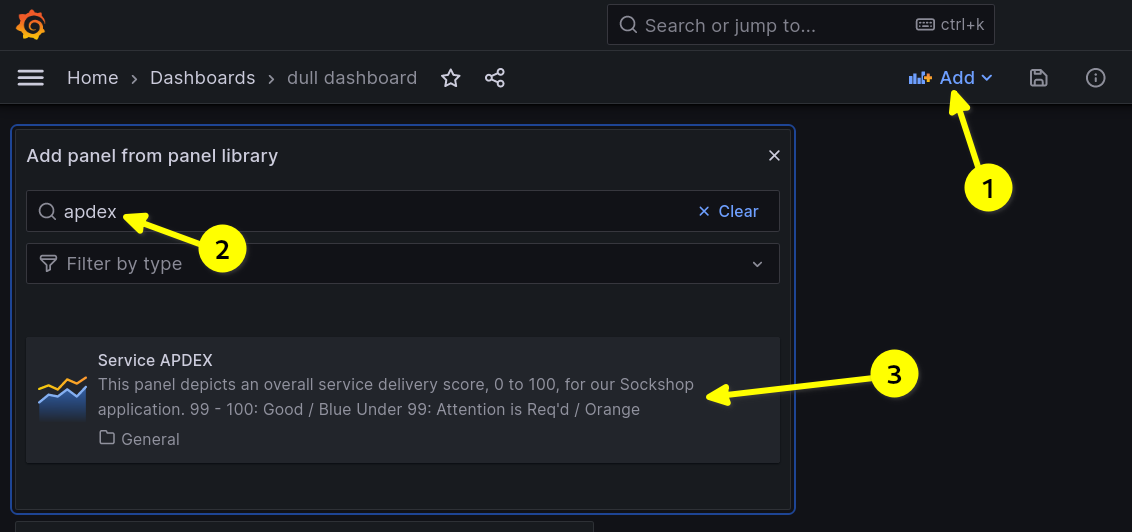 Search or jump to...
ctrl+k
Home > Dashboards > dull dashboard
Add
1
Add panel from panel library
apdex
Clear
2
Filter by type
Service APDEX
This panel depicts an overall service delivery score, 0 to 100, for our Sockshop
application. 99 - 100: Good / Blue Under 99: Attention is Req'd / Orange
3
General